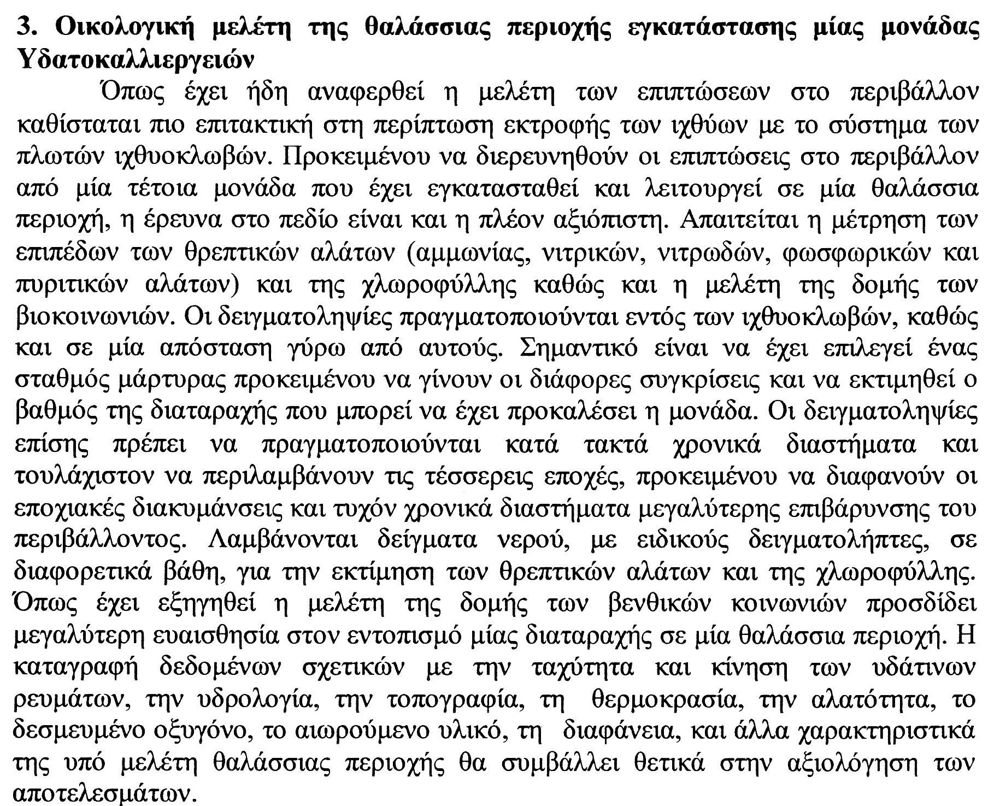 3. Οικολογική μελέτη της θαλάσσιας περιοχής εγκατάστασης μίας μονάδας
Υδατοκαλλιεργειών
Όπως έχει ήδη αναφερθεί η μελέτη των επιπτώσεων στο περιβάλλον
καθίσταται πιο επιτακτική στη περίπτωση εκτροφής των ιχθύων με το σύστημα των
πλωτών ιχθυοκλωβών. Προκειμένου να διερευνηθούν οι επιπτώσεις στο περιβάλλον
από μία τέτοια μονάδα που έχει εγκατασταθεί και λειτουργεί σε μία θαλάσσια
περιοχή, η έρευνα στο πεδίο είναι και η πλέον αξιόπιστη. Απαιτείται η μέτρηση των
επιπέδων των θρεπτικών αλάτων (αμμωνίας, νιτρικών, νιτρωδών, φωσφωρικών και
πυριτικών αλάτων) και της χλωροφύλλης καθώς και η μελέτη της δομής των
βιοκοινωνιών. Οι δειγματοληψίες πραγματοποιούνται εντός των ιχθυοκλωβών, καθώς
και σε μία απόσταση γύρω από αυτούς. Σημαντικό είναι να έχει επιλεγεί ένας
σταθμός μάρτυρας προκειμένου να γίνουν οι διάφορες συγκρίσεις και να εκτιμηθεί ο
βαθμός της διαταραχής που μπορεί να έχει προκαλέσει η μονάδα. Οι δειγματοληψίες
επίσης πρέπει να πραγματοποιούνται κατά τακτά χρονικά διαστήματα και
τουλάχιστον να περιλαμβάνουν τις τέσσερεις εποχές, προκειμένου να διαφανούν οι
εποχιακές διακυμάνσεις και τυχόν χρονικά διαστήματα μεγαλύτερης επιβάρυνσης του
περιβάλλοντος. Λαμβάνονται δείγματα νερού, με ειδικούς δειγματολήπτες, σε
διαφορετικά βάθη, για την εκτίμηση των θρεπτικών αλάτων και της χλωροφύλλης.
Όπως έχει εξηγηθεί η μελέτη της δομής των βενθικών κοινωνιών προσδίδει
μεγαλύτερη ευαισθησία στον εντοπισμό μίας διαταραχής σε μία θαλάσσια περιοχή. Η
καταγραφή δεδομένων σχετικών με την ταχύτητα και κίνηση των υδάτινων
ρευμάτων, την υδρολογία, την τοπογραφία, τη θερμοκρασία, την αλατότητα, το
δεσμευμένο οξυγόνο, το αιωρούμενο υλικό, τη διαφάνεια, και άλλα χαρακτηριστικά
της υπό μελέτη θαλάσσιας περιοχής θα συμβάλλει θετικά στην αξιολόγηση των
αποτελεσμάτων.